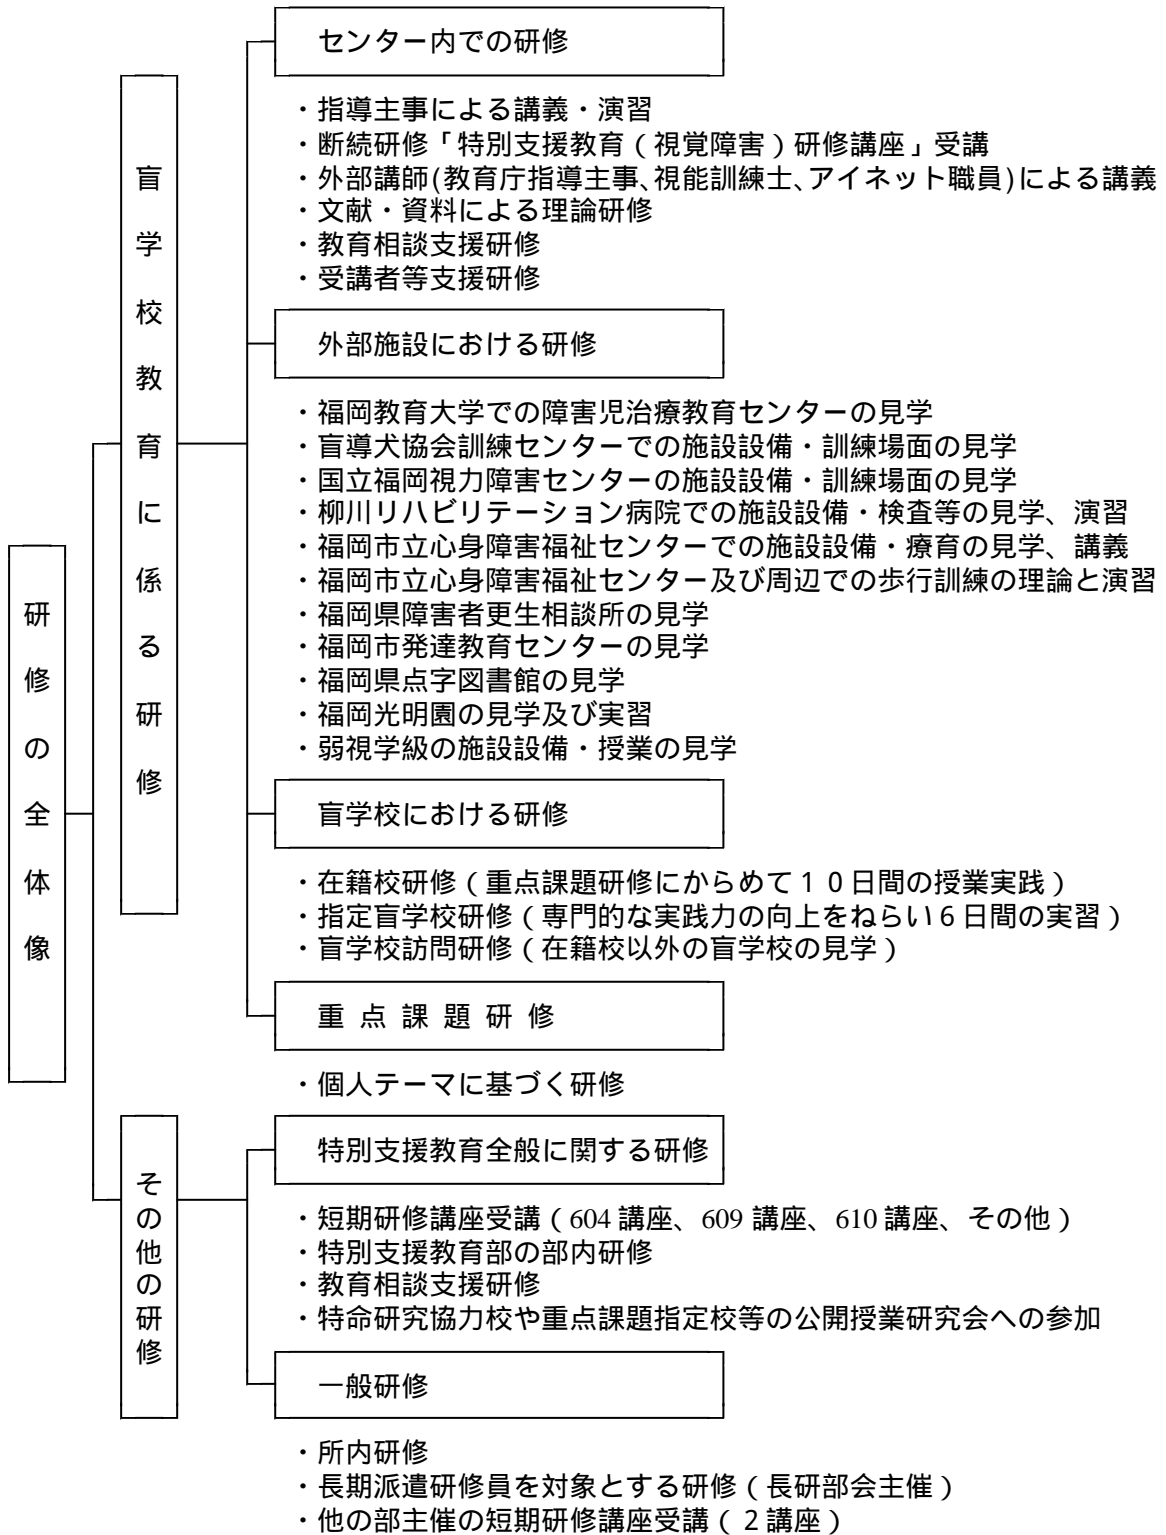 研修の全体像
盲学校教育に係る研修
センター内での研修
・指導主事による講義・演習
・断続研修「特別支援教育(視覚障害)研修講座」受講
・外部講師(教育庁指導主事、視能訓練士、アイネット職員)による講義
・文献・資料による理論研修
・教育相談支援研修
・受講者等支援研修
外部施設における研修
・福岡教育大学での障害児治療教育センターの見学
・盲導犬協会訓練センターでの施設設備・訓練場面の見学
・国立福岡視力障害センターの施設設備・訓練場面の見学
・柳川リハビリテーション病院での施設設備・検査等の見学、演習
・福岡市立心身障害福祉センターでの施設設備・療育の見学、講義
・福岡市立心身障害福祉センター及び周辺での歩行訓練の理論と演習
・福岡県障害者更生相談所の見学
・福岡市発達教育センターの見学
・福岡県点字図書館の見学
・福岡光明園の見学及び実習
・弱視学級の施設設備・授業の見学
盲学校における研修
・在籍校研修(重点課題研修にからめて10日間の授業実践)
・指定盲学校研修(専門的な実践力の向上をねらい6日間の実習)
・盲学校訪問研修(在籍校以外の盲学校の見学)
重点課題研修
・個人テーマに基づく研修
その他の研修
特別支援教育全般に関する研修
・短期研修講座受講(604講座、609講座、610講座、その他)
・特別支援教育部の部内研修
・教育相談支援研修
・特命研究協力校や重点課題指定校等の公開授業研究会への参加
一般研修
・所内研修
・長期派遣研修員を対象とする研修(長研部会主催)
・他の部主催の短期研修講座受講(2講座)